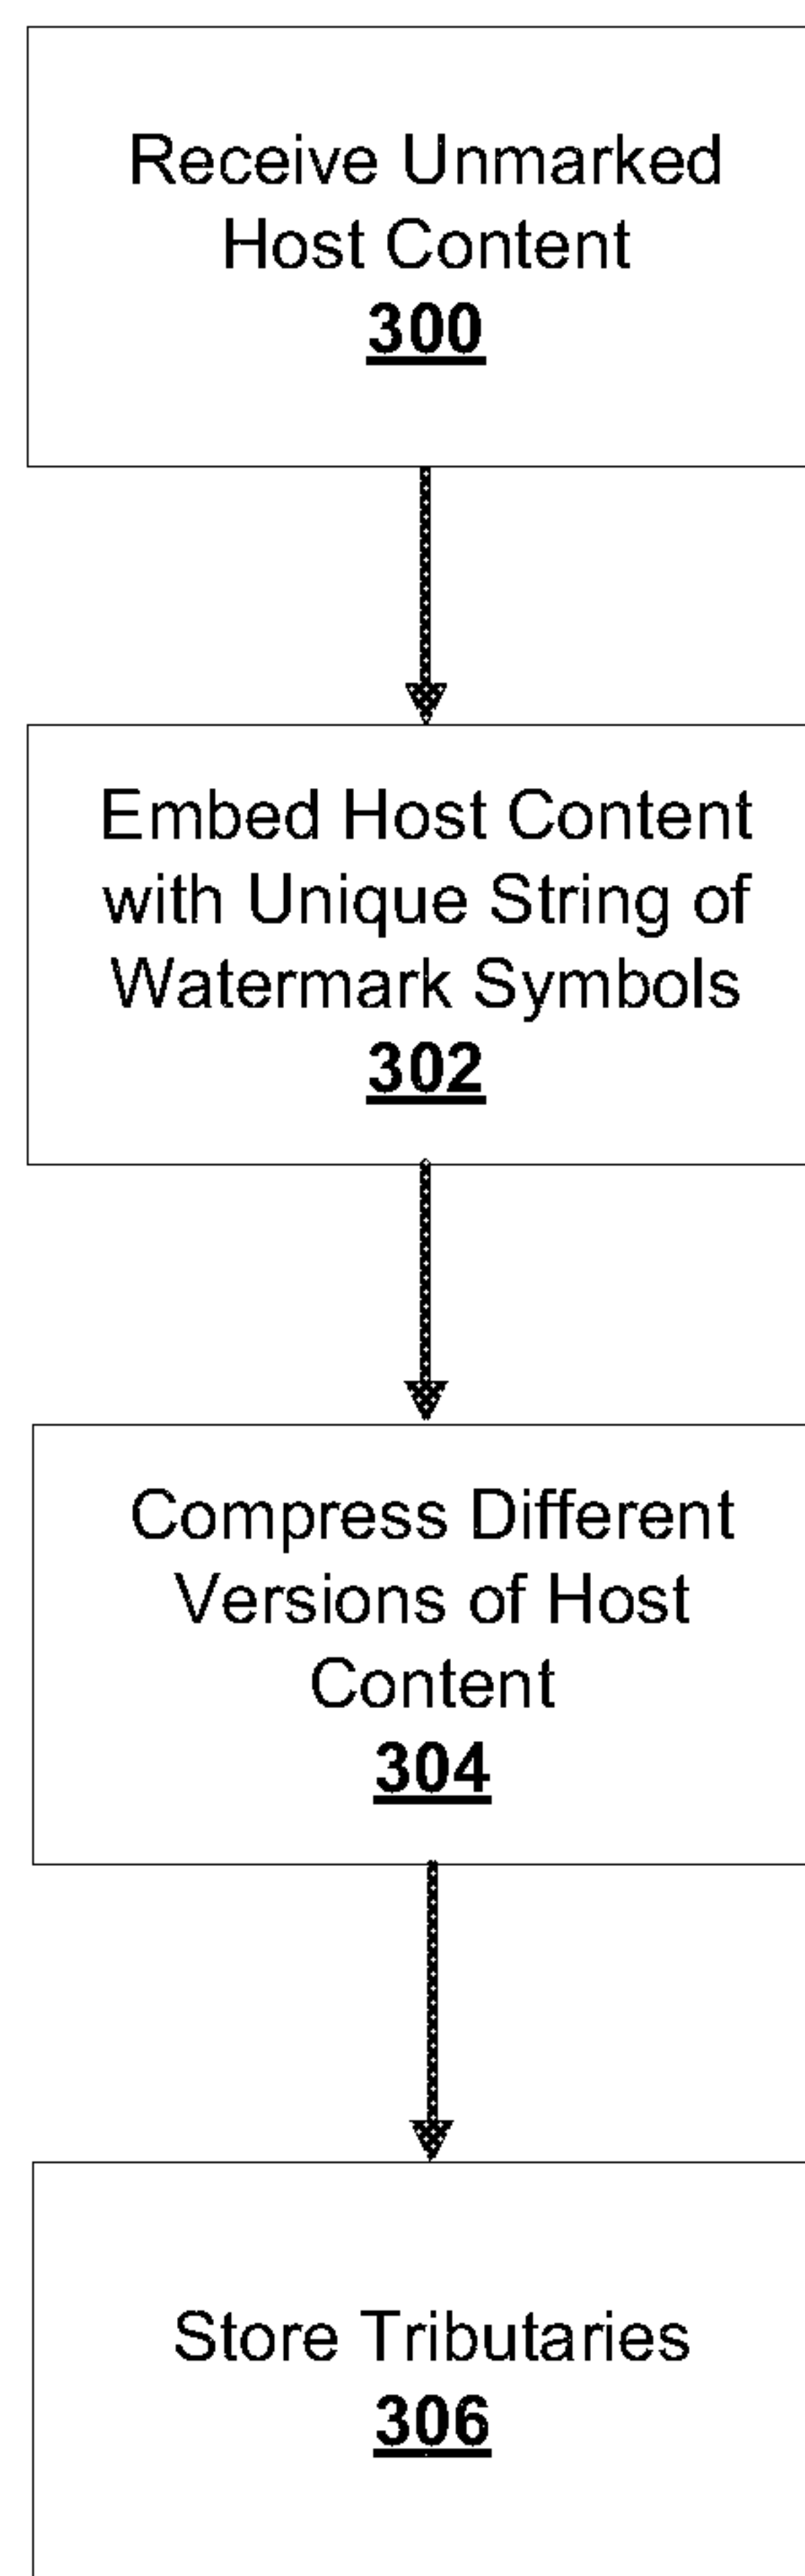 Receive Unmarked
Host Content
300
Embed Host Content
with Unique String of
Watermark Symbols
302
Compress Different
Versions of Host
Content
304
Store Tributaries
306